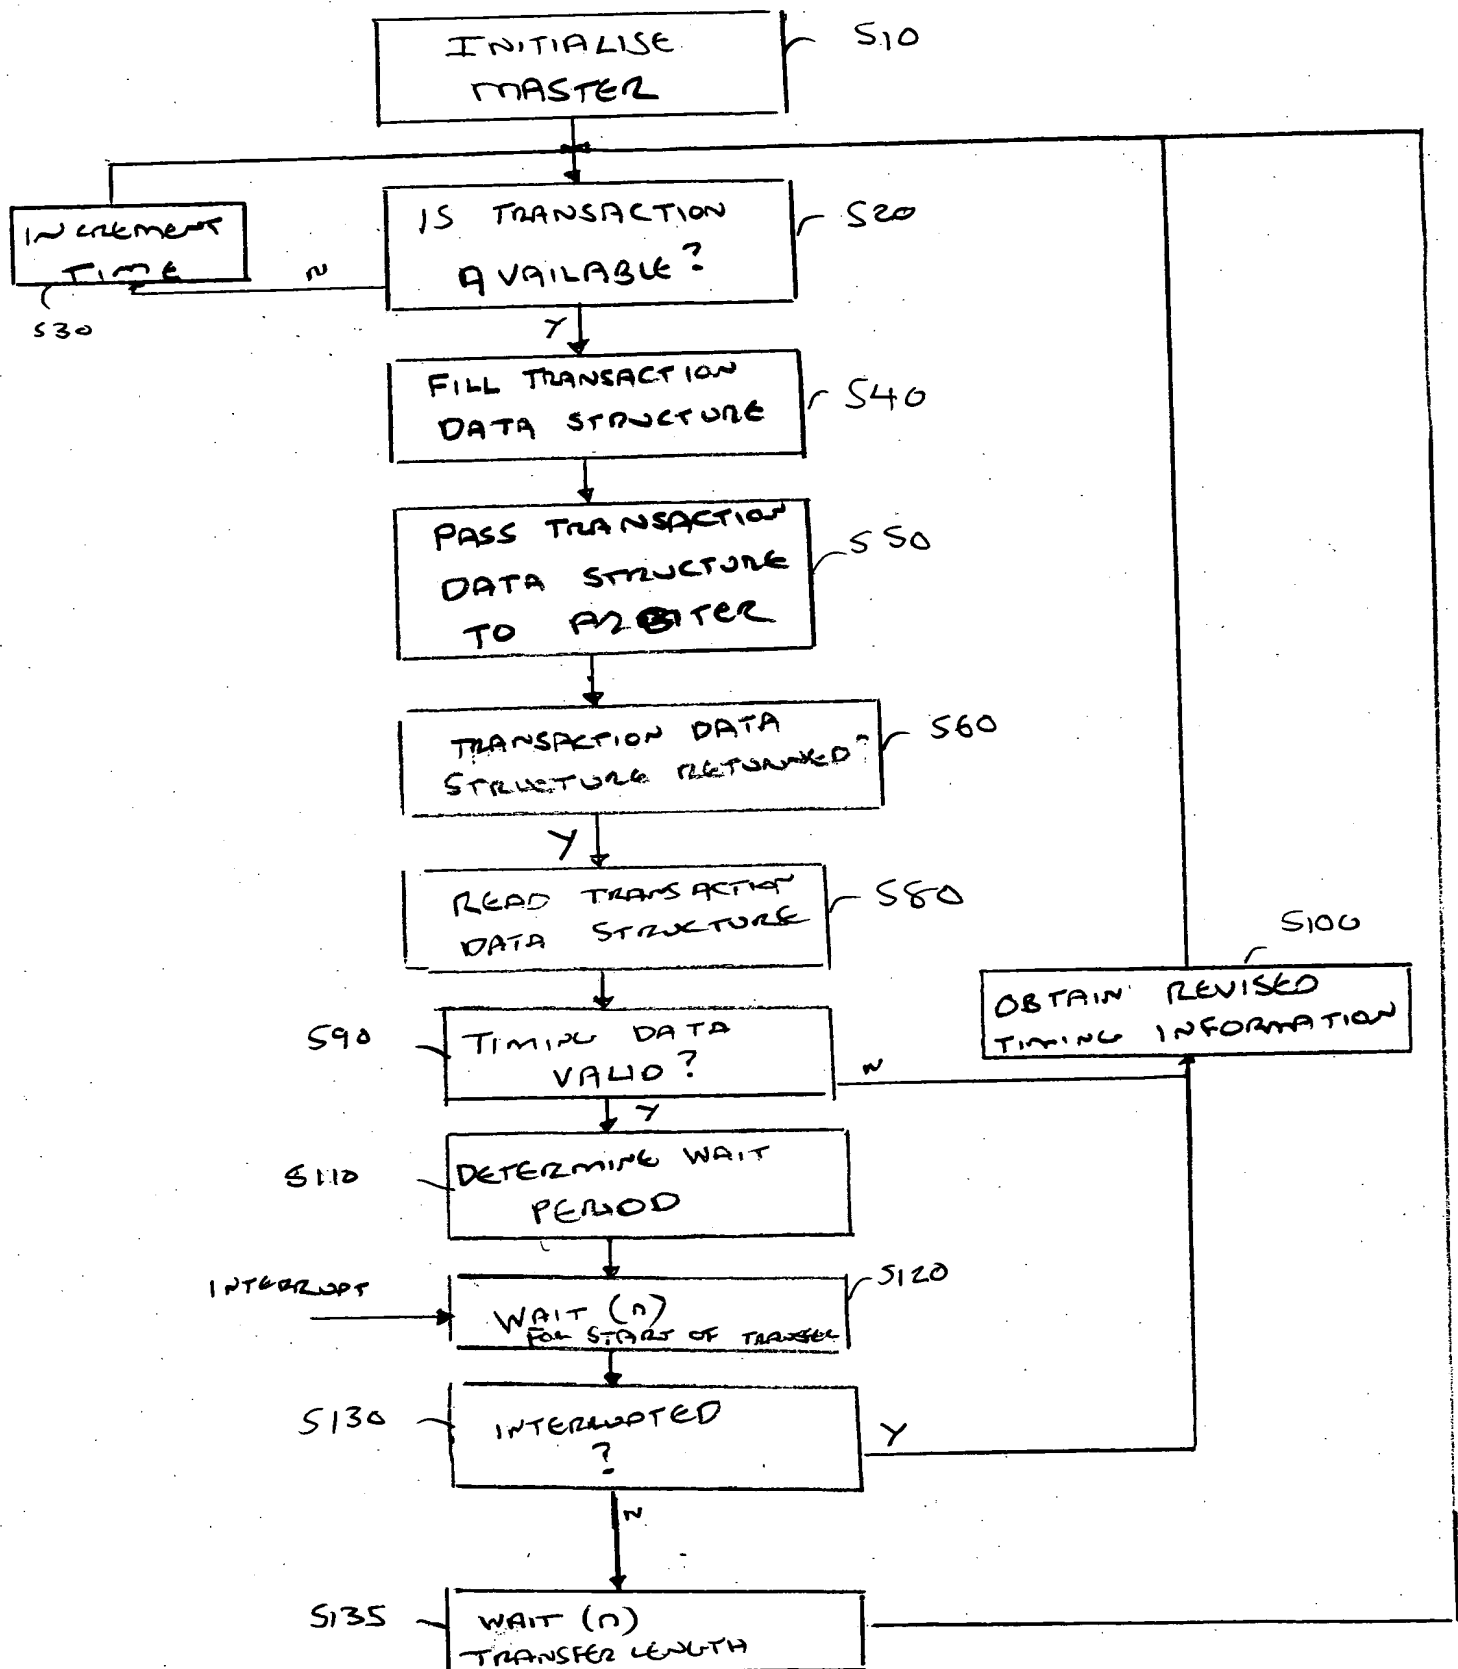 INITIALISE
MASTER
S10
INCREMENT
TIME
S30
N
IS TRANSACTION
AVAILABLE?
S20
Y
FILL TRANSACTION
DATA STRUCTURE
S40
PASS TRANSACTION
DATA STRUCTURE
TO ARBITER
S50
TRANSACTION DATA
STRUCTURE RETURNNED?
S60
Y
READ TRANSACTION
DATA STRUCTURE
S80
S90
TIMING DATA
VALID?
N
S100
OBTAIN REVISED
TIMING INFORMATION
Y
S110
DETERMINE WAIT
PERIOD
INTERRUPT
WAIT (n)
FOR START OF TRANSFER
S120
S130
INTERRUPTED
?
Y
N
S135
WAIT (n)
TRANSFER LENGTH